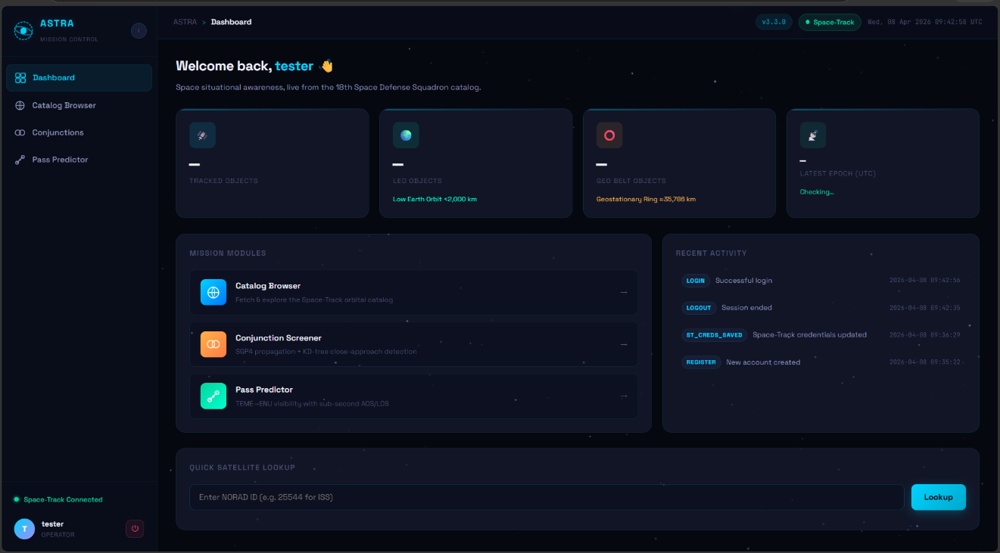 ASTRA
MISSION CONTROL
Dashboard
Catalog Browser
Conjunctions
Pass Predictor
Space-Track Connected
T
tester
OPERATOR
ASTRA > Dashboard
v3.3.0
Space-Track
Wed, 08 Apr 2026 09:42:58 UTC
Welcome back, tester 👋
Space situational awareness, live from the 18th Space Defense Squadron catalog.
—
TRACKED OBJECTS
—
LEO OBJECTS
Low Earth Orbit <2,000 km
—
GEO BELT OBJECTS
Geostationary Ring ≈35,786 km
—
LATEST EPOCH (UTC)
Checking…
MISSION MODULES
Catalog Browser
Fetch & explore the Space-Track orbital catalog
→
Conjunction Screener
SGP4 propagation + KD-tree close-approach detection
→
Pass Predictor
TEME→ENU visibility with sub-second AOS/LOS
→
RECENT ACTIVITY
LOGIN Successful login 2026-04-08 09:42:56
LOGOUT Session ended 2026-04-08 09:42:35
ST_CREDS_SAVED Space-Track credentials updated 2026-04-08 09:36:29
REGISTER New account created 2026-04-08 09:35:22
QUICK SATELLITE LOOKUP
Enter NORAD ID (e.g. 25544 for ISS)
Lookup